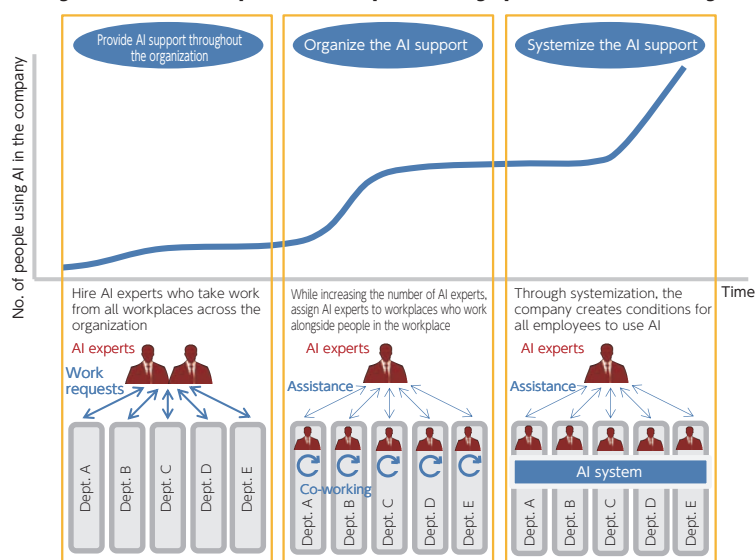 Provide AI support throughout
the organization
Organize the AI support
Systemize the AI support
No. of people using AI in the company
Time
Hire AI experts who take work
from all workplaces across the
organization
While increasing the number of AI experts,
assign AI experts to workplaces who work
alongside people in the workplace
Through systemization, the
company creates conditions for
all employees to use AI
AI experts
Work
requests
Dept. A
Dept. B
Dept. C
Dept. D
Dept. E
AI experts
Assistance
Co-working
Dept. A
Dept. B
Dept. C
Dept. D
Dept. E
AI experts
Assistance
AI system
Dept. A
Dept. B
Dept. C
Dept. D
Dept. E